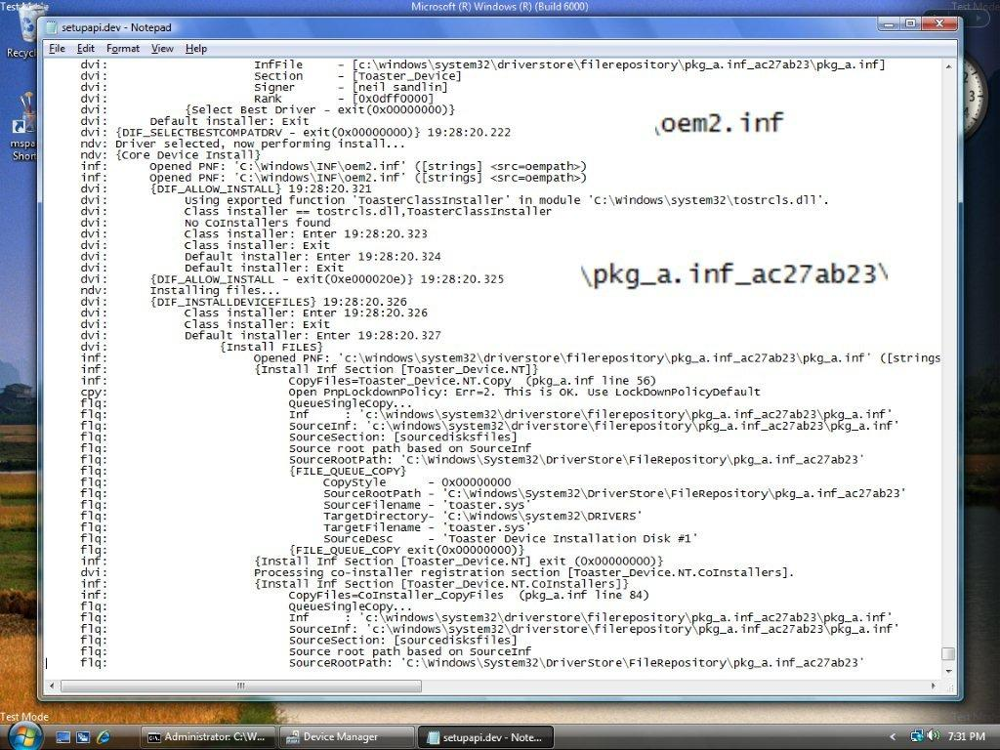 Test Mode
Microsoft (R) Windows (R) (Build 6000)
Test Mode
Recycl
mspa
Short
setupapi.dev - Notepad
File Edit Format View Help
dvi: InfFile - [c:\windows\system32\driverstore\filerepository\pkg_a.inf_ac27ab23\pkg_a.inf]
dvi: Section - [Toaster_Device]
dvi: Signer - [neil sandlin]
dvi: Rank - [0x0dff0000]
dvi: {Select Best Driver - exit(0x00000000)}
dvi: Default installer: Exit
dvi: {DIF_SELECTBESTCOMPATDRV - exit(0x00000000)} 19:28:20.222
ndv: Driver selected, now performing install...
ndv: {Core Device Install}
inf: Opened PNF: 'C:\Windows\INF\oem2.inf' ([strings] <src=oempath>)
inf: Opened PNF: 'C:\Windows\INF\oem2.inf' ([strings] <src=oempath>)
dvi: {DIF_ALLOW_INSTALL} 19:28:20.321
dvi: Using exported function 'ToasterClassInstaller' in module 'C:\Windows\system32\tostrcls.dll'.
dvi: Class installer == tostrcls.dll,ToasterClassInstaller
dvi: No CoInstallers found
dvi: Class installer: Enter 19:28:20.323
dvi: Class installer: Exit
dvi: Default installer: Enter 19:28:20.324
dvi: Default installer: Exit
dvi: {DIF_ALLOW_INSTALL - exit(0xe000020e)} 19:28:20.325
ndv: Installing files...
dvi: {DIF_INSTALLDEVICEFILES} 19:28:20.326
dvi: Class installer: Enter 19:28:20.326
dvi: Class installer: Exit
dvi: Default installer: Enter 19:28:20.327
dvi: {Install FILES}
inf: Opened PNF: 'c:\windows\system32\driverstore\filerepository\pkg_a.inf_ac27ab23\pkg_a.inf' ([strings
inf: {Install Inf Section [Toaster_Device.NT]}
inf: CopyFiles=Toaster_Device.NT.Copy (pkg_a.inf line 56)
cpy: Open PnpLockdownPolicy: Err=2. This is OK. Use LockDownPolicyDefault
flq: QueueSingleCopy...
flq: Inf : 'c:\windows\system32\driverstore\filerepository\pkg_a.inf_ac27ab23\pkg_a.inf'
flq: SourceInf: 'c:\windows\system32\driverstore\filerepository\pkg_a.inf_ac27ab23\pkg_a.inf'
flq: SourceSection: [sourcedisksfiles]
flq: Source root path based on SourceInf
flq: SourceRootPath: 'C:\Windows\System32\DriverStore\FileRepository\pkg_a.inf_ac27ab23'
flq: {FILE_QUEUE_COPY}
flq: CopyStyle - 0x00000000
flq: SourceRootPath - 'C:\Windows\System32\DriverStore\FileRepository\pkg_a.inf_ac27ab23'
flq: SourceFilename - 'toaster.sys'
flq: TargetDirectory- 'C:\Windows\system32\DRIVERS'
flq: TargetFilename - 'toaster.sys'
flq: SourceDesc - 'Toaster Device Installation Disk #1'
flq: {FILE_QUEUE_COPY exit(0x00000000)}
inf: {Install Inf Section [Toaster_Device.NT] exit (0x00000000)}
dvi: Processing co-installer registration section [Toaster_Device.NT.CoInstallers].
inf: {Install Inf Section [Toaster_Device.NT.CoInstallers]}
inf: CopyFiles=CoInstaller_CopyFiles (pkg_a.inf line 84)
flq: QueueSingleCopy...
flq: Inf : 'c:\windows\system32\driverstore\filerepository\pkg_a.inf_ac27ab23\pkg_a.inf'
flq: SourceInf: 'c:\windows\system32\driverstore\filerepository\pkg_a.inf_ac27ab23\pkg_a.inf'
flq: SourceSection: [sourcedisksfiles]
flq: Source root path based on SourceInf
flq: SourceRootPath: 'C:\Windows\System32\DriverStore\FileRepository\pkg_a.inf_ac27ab23'
\oem2.inf
\pkg_a.inf_ac27ab23\
Test Mode
Administrator: C:\W...
Device Manager
setupapi.dev - Note...
7:31 PM